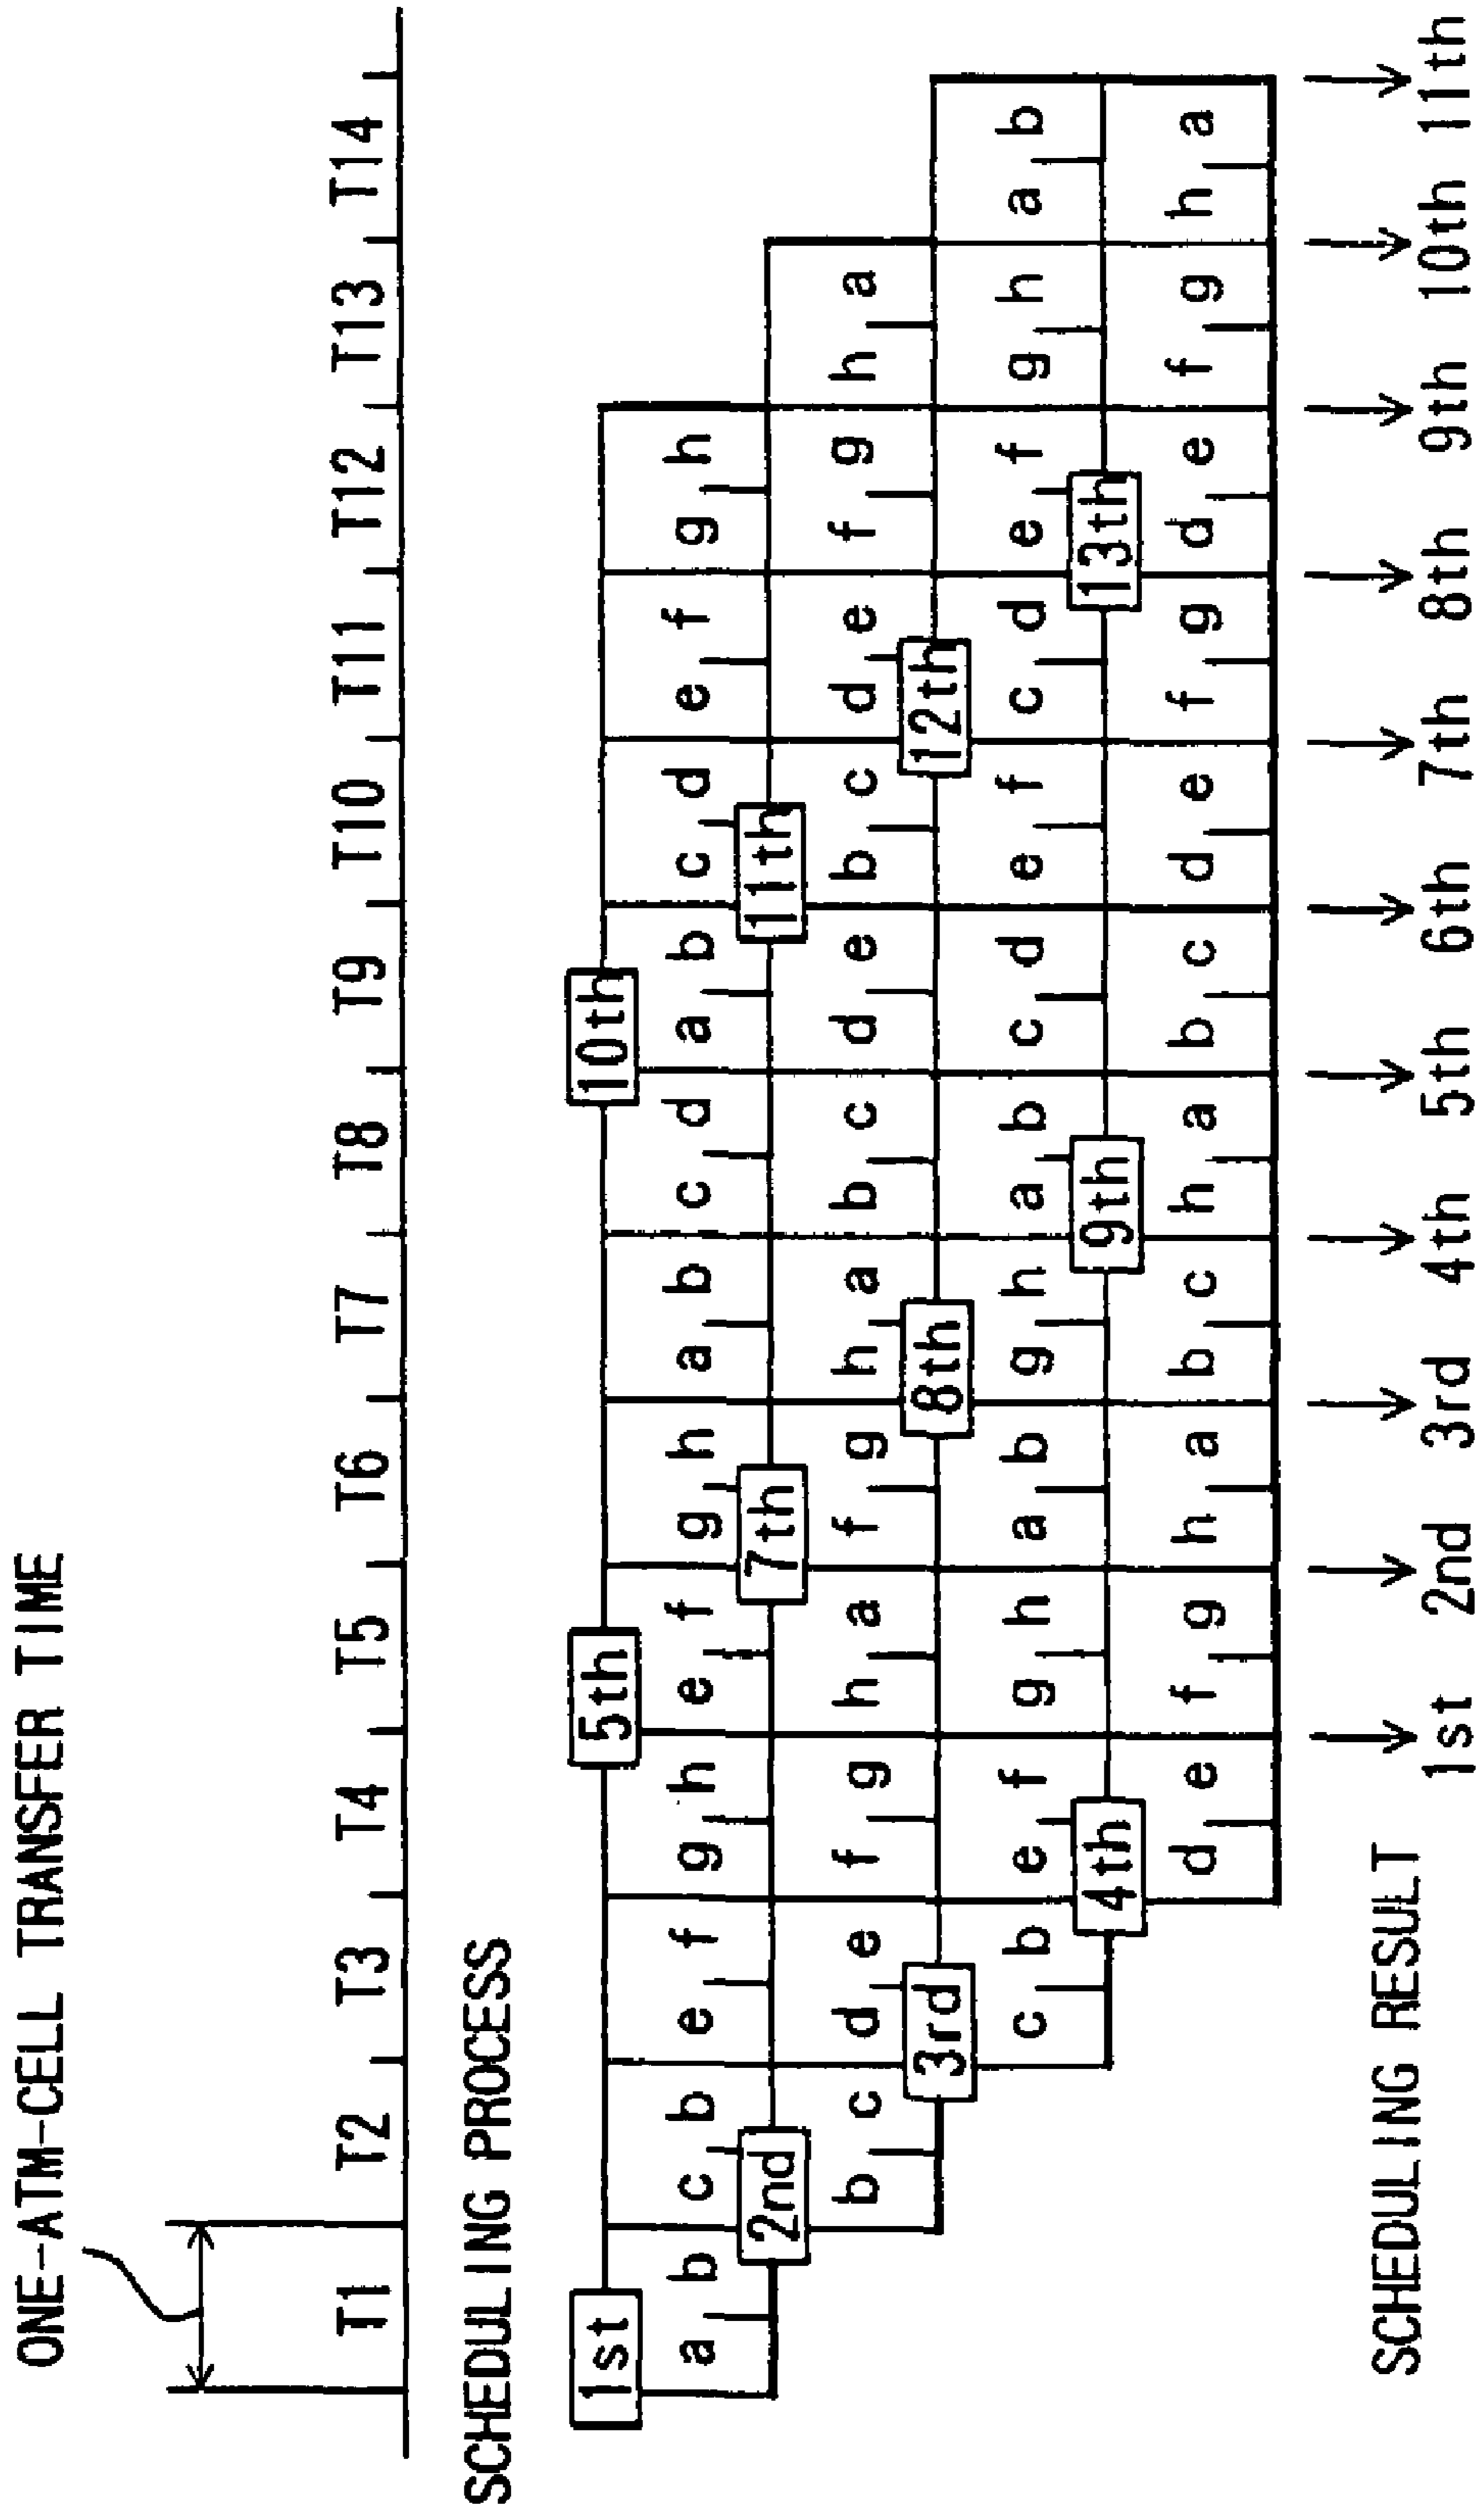 ONE-ATM-CELL TRANSFER TIME
T1 T2 T3 T4 T5 T6 T7 T8 T9 T10 T11 T12 T13 T14
SCHEDULING PROCESS
1st 5th 10th
a b c b e f g h e f g h a b c d a b c d e f g h
2nd 7th 11th
b c d e f g h a f g h a b c d e b c d e f g h a
3rd 8th 12th
c b e f g h a b g h a b c d e f c d e f g h a b
4th 9th 13th
d e f g h a b c h a b c d e f g d e f g h a
SCHEDULING RESULT
1st 2nd 3rd 4th 5th 6th 7th 8th 9th 10th 11th